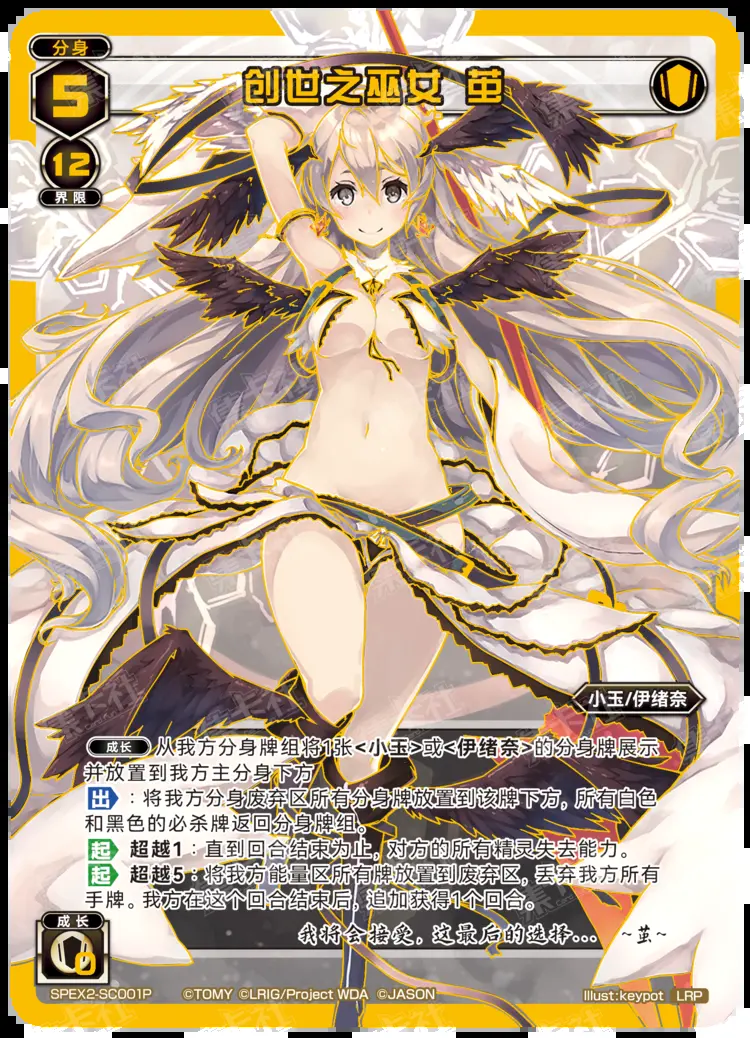 分身
5
创世之巫女 茧
12
界限
小玉/伊绪奈
成长 从我方分身牌组将1张<小玉>或<伊绪奈>的分身牌展示
并放置到我方主分身下方
出：将我方分身废弃区所有分身牌放置到该牌下方, 所有白色
和黑色的必杀牌返回分身牌组。
起 超越1：直到回合结束为止, 对方的所有精灵失去能力。
起 超越5：将我方能量区所有牌放置到废弃区, 丢弃我方所有
手牌。我方在这个回合结束后, 追加获得1个回合。
我将会接受, 这最后的选择... ~茧~
成长
0
SPEX2-SC001P ©TOMY ©LRIG/Project WDA ©JASON Illust:keypot LRP